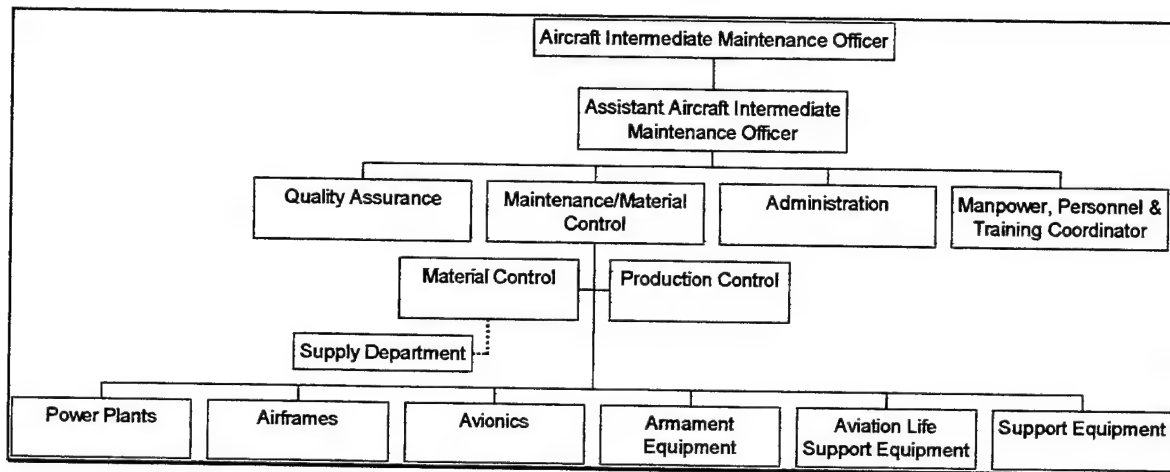 Aircraft Intermediate Maintenance Officer
Assistant Aircraft Intermediate
Maintenance Officer
Quality Assurance
Maintenance/Material
Control
Administration
Manpower, Personnel &
Training Coordinator
Material Control
Production Control
Supply Department
Power Plants
Airframes
Avionics
Armament
Equipment
Aviation Life
Support Equipment
Support Equipment